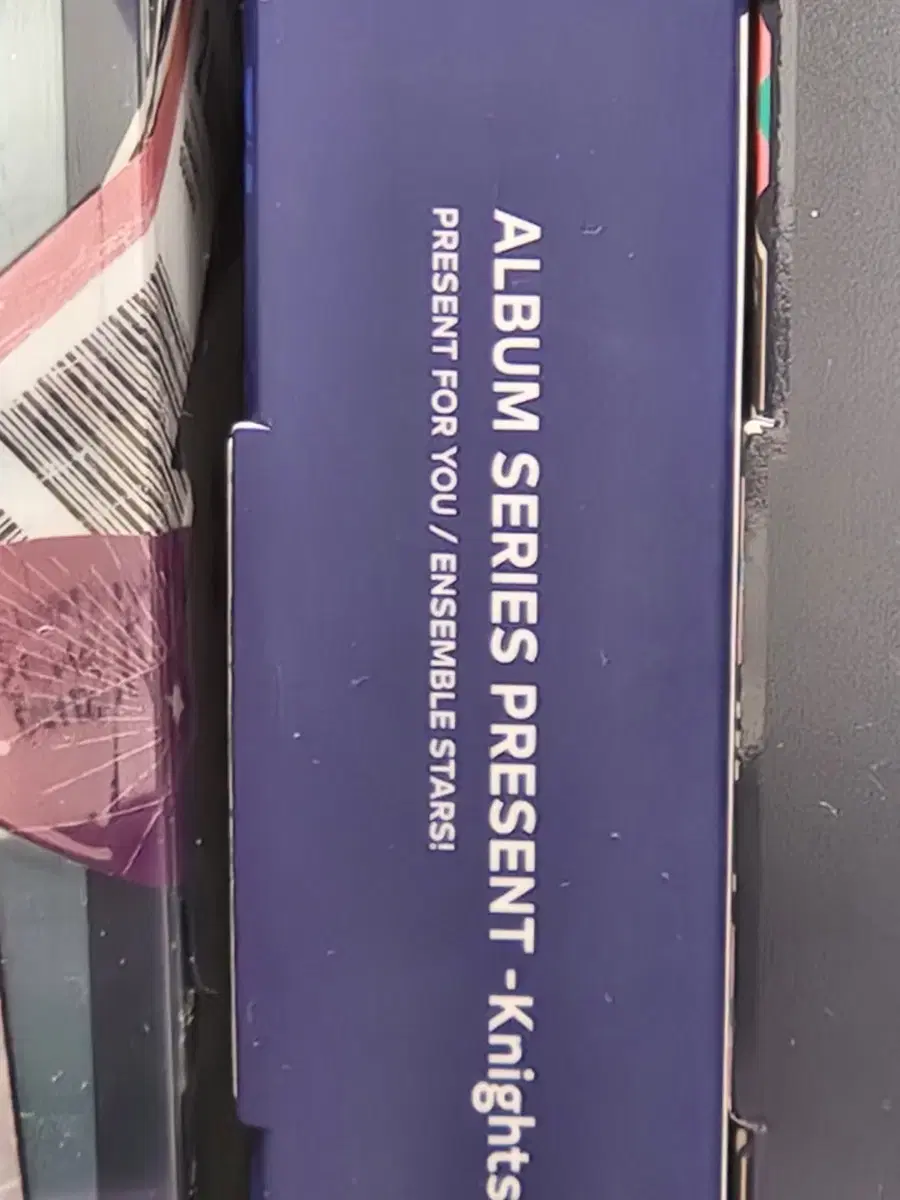 ALBUM SERIES PRESENT -Knights
PRESENT FOR YOU / ENSEMBLE STARS!